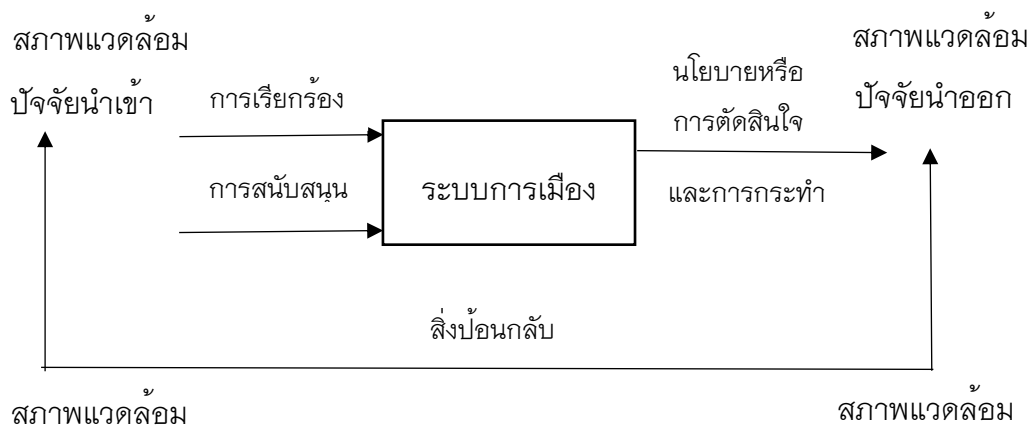 สภาพแวดล้อม
ปัจจัยนำเข้า
การเรียกร้อง
การสนับสนุน
ระบบการเมือง
นโยบายหรือ
การตัดสินใจ
และการกระทำ
สภาพแวดล้อม
ปัจจัยนำออก
สิ่งป้อนกลับ
สภาพแวดล้อม
สภาพแวดล้อม